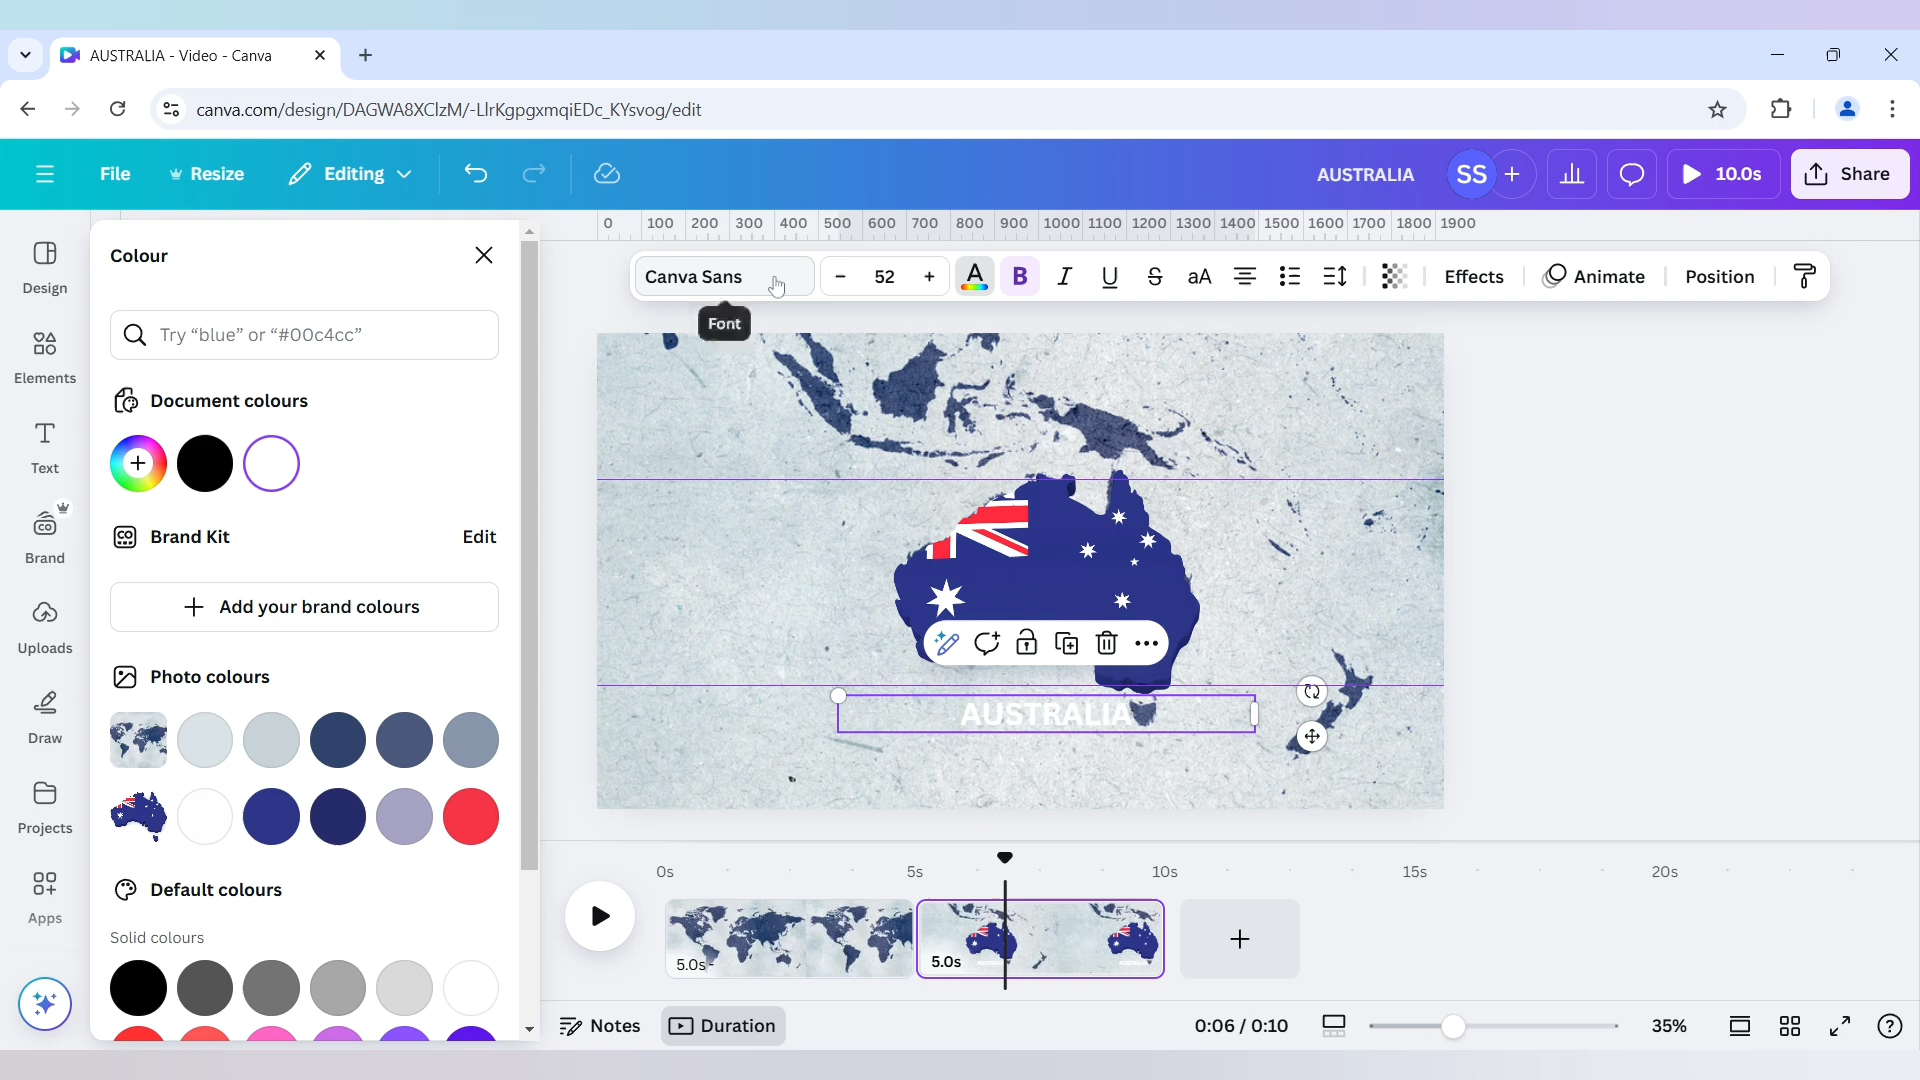 AUSTRALIA - Video - Canva
canva.com/design/DAGWA8XClzM/-LlrKgpgxmqiEDc_KYsvog/edit
File
Resize
Editing
AUSTRALIA
SS
10.0s
Share
0 100 200 300 400 500 600 700 800 900 1000 1100 1200 1300 1400 1500 1600 1700 1800 1900
Design
Elements
Text
Brand
Uploads
Draw
Projects
Apps
Colour
Try “blue” or “#00c4cc”
Document colours
Brand Kit
Edit
Add your brand colours
Photo colours
Default colours
Solid colours
Canva Sans
52
A
B
I
U
S
aA
Effects
Animate
Position
Font
AUSTRALIA
0s
5s
10s
15s
20s
5.0s
5.0s
Notes
Duration
0:06 / 0:10
35%